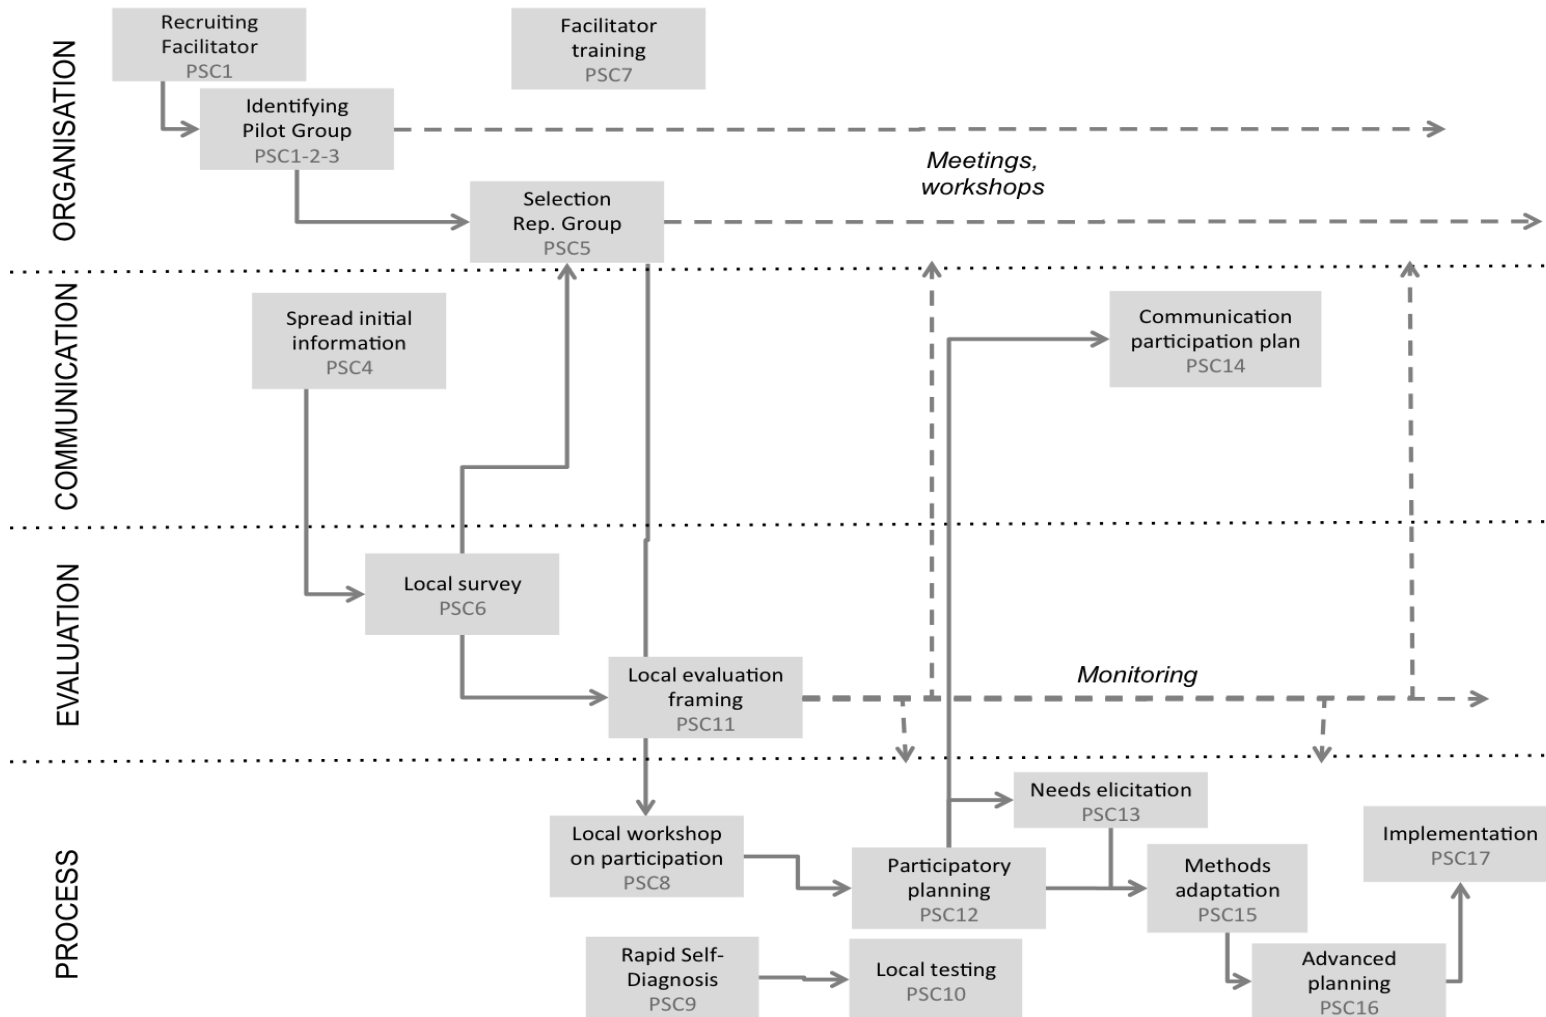 ORGANISATION
Recruiting
Facilitator
PSC1
Facilitator
training
PSC7
Identifying
Pilot Group
PSC1-2-3
Meetings,
workshops
Selection
Rep. Group
PSC5
COMMUNICATION
Spread initial
information
PSC4
Communication
participation plan
PSC14
EVALUATION
Local survey
PSC6
Local evaluation
framing
PSC11
Monitoring
PROCESS
Needs elicitation
PSC13
Local workshop
on participation
PSC8
Participatory
planning
PSC12
Methods
adaptation
PSC15
Implementation
PSC17
Rapid Self-
Diagnosis
PSC9
Local testing
PSC10
Advanced
planning
PSC16